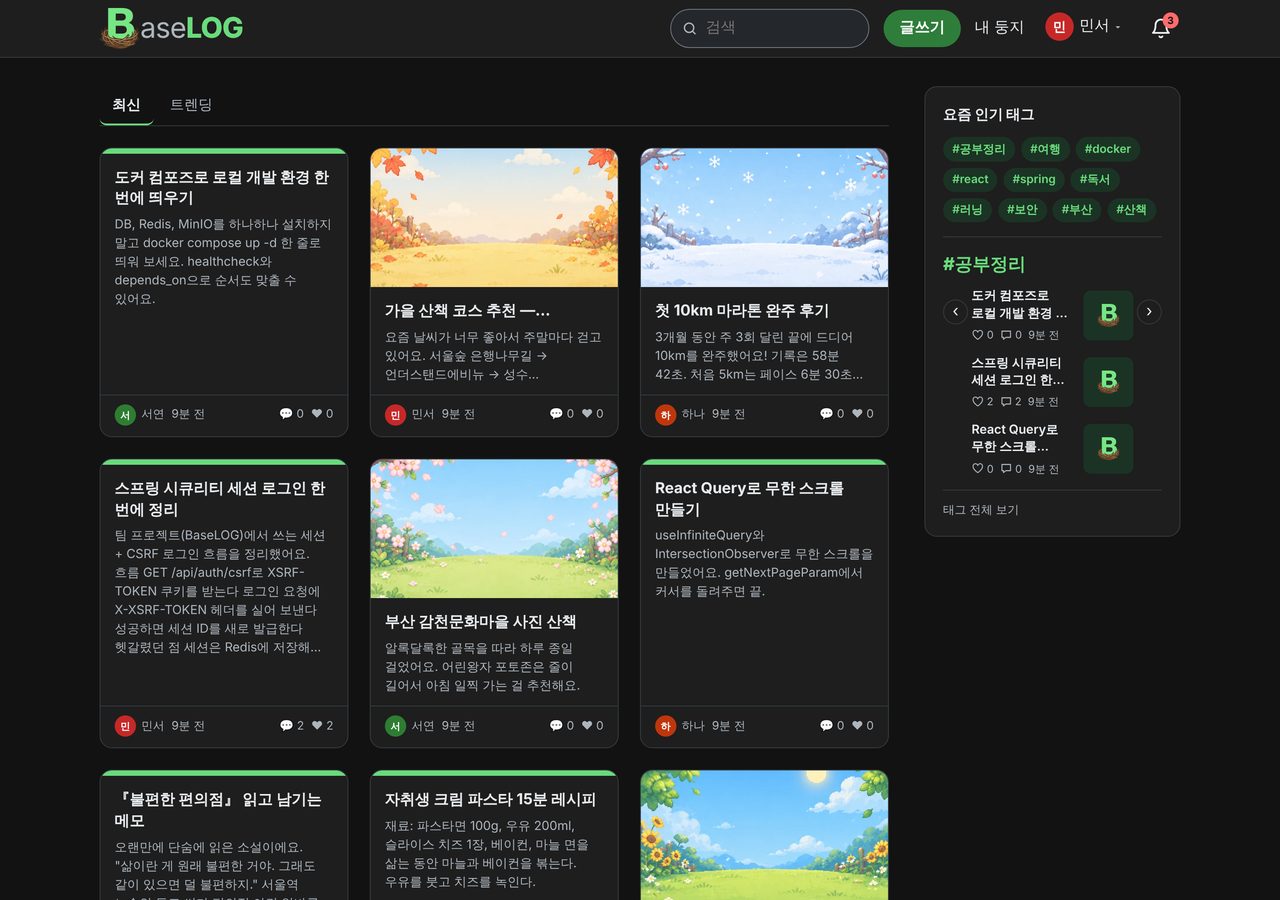 BaseLOG
검색
글쓰기
내 둥지
민
민서
3
최신
트렌딩
도커 컴포즈로 로컬 개발 환경 한
번에 띄우기
DB, Redis, MinIO를 하나하나 설치하지
말고 docker compose up -d 한 줄로
띄워 보세요. healthcheck와
depends_on으로 순서도 맞출 수
있어요.
서 서연 9분 전 0 0
가을 산책 코스 추천 —...
요즘 날씨가 너무 좋아서 주말마다 걷고
있어요. 서울숲 은행나무길 →
언더스탠드에비뉴 → 성수...
민 민서 9분 전 0 0
첫 10km 마라톤 완주 후기
3개월 동안 주 3회 달린 끝에 드디어
10km를 완주했어요! 기록은 58분
42초. 처음 5km는 페이스 6분 30초...
하 하나 9분 전 0 0
스프링 시큐리티 세션 로그인 한
번에 정리
팀 프로젝트(BaseLOG)에서 쓰는 세션
+ CSRF 로그인 흐름을 정리했어요.
흐름 GET /api/auth/csrf로 XSRF-
TOKEN 쿠키를 받는다 로그인 요청에
X-XSRF-TOKEN 헤더를 실어 보낸다
성공하면 세션 ID를 새로 발급한다
헷갈렸던 점 세션은 Redis에 저장해...
민 민서 9분 전 2 2
부산 감천문화마을 사진 산책
알록달록한 골목을 따라 하루 종일
걸었어요. 어린왕자 포토존은 줄이
길어서 아침 일찍 가는 걸 추천해요.
서 서연 9분 전 0 0
React Query로 무한 스크롤
만들기
useInfiniteQuery와
IntersectionObserver로 무한 스크롤을
만들었어요. getNextPageParam에서
커서를 돌려주면 끝.
하 하나 9분 전 0 0
『불편한 편의점』 읽고 남기는
메모
오랜만에 단숨에 읽은 소설이에요.
"삶이란 게 원래 불편한 거야. 그래도
같이 있으면 덜 불편하지." 서울역
자취생 크림 파스타 15분 레시피
재료: 파스타면 100g, 우유 200ml,
슬라이스 치즈 1장, 베이컨, 마늘 면을
삶는 동안 마늘과 베이컨을 볶는다.
우유를 붓고 치즈를 녹인다.
요즘 인기 태그
#공부정리 #여행 #docker
#react #spring #독서
#러닝 #보안 #부산 #산책
#공부정리
도커 컴포즈로
로컬 개발 환경 ...
0 0 9분 전
B
스프링 시큐리티
세션 로그인 한...
2 2 9분 전
B
React Query로
무한 스크롤...
0 0 9분 전
B
태그 전체 보기